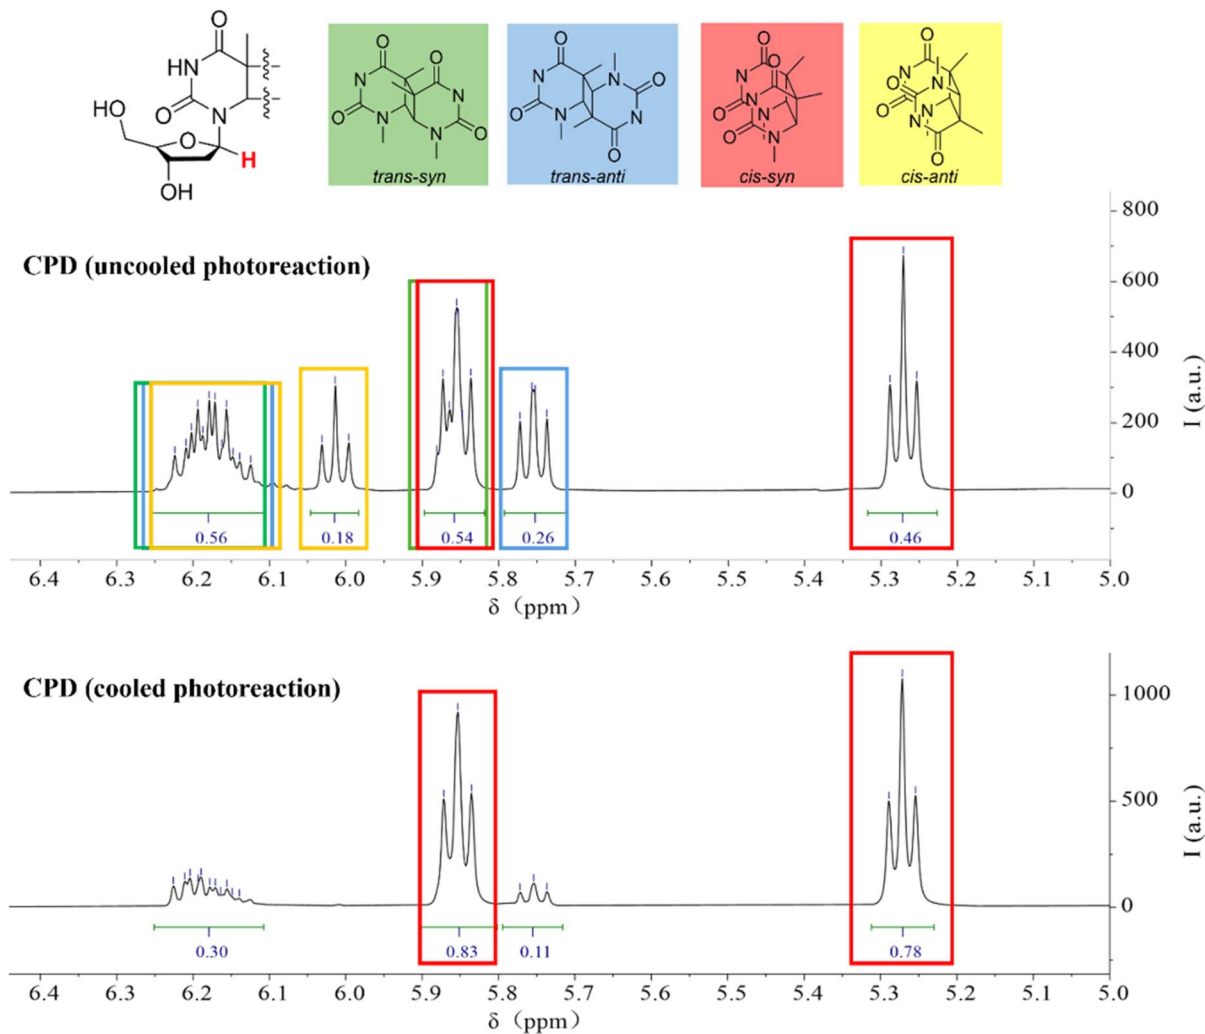 O
NH
O
N
HO
O
H
OH
O
O
N
N
O
N
N
O
trans-syn
O
N
N
O
O
N
N
O
trans-anti
O
O
N
O
N
O
N
N
cis-syn
O
N
O
N
O
N
N
O
cis-anti
CPD (uncooled photoreaction)
800
600
400
200
0
I (a.u.)
0.56
0.18
0.54
0.26
0.46
6.4 6.3 6.2 6.1 6.0 5.9 5.8 5.7 5.6 5.5 5.4 5.3 5.2 5.1 5.0
δ (ppm)
CPD (cooled photoreaction)
1000
500
0
I (a.u.)
0.30
0.83
0.11
0.78
6.4 6.3 6.2 6.1 6.0 5.9 5.8 5.7 5.6 5.5 5.4 5.3 5.2 5.1 5.0
δ (ppm)